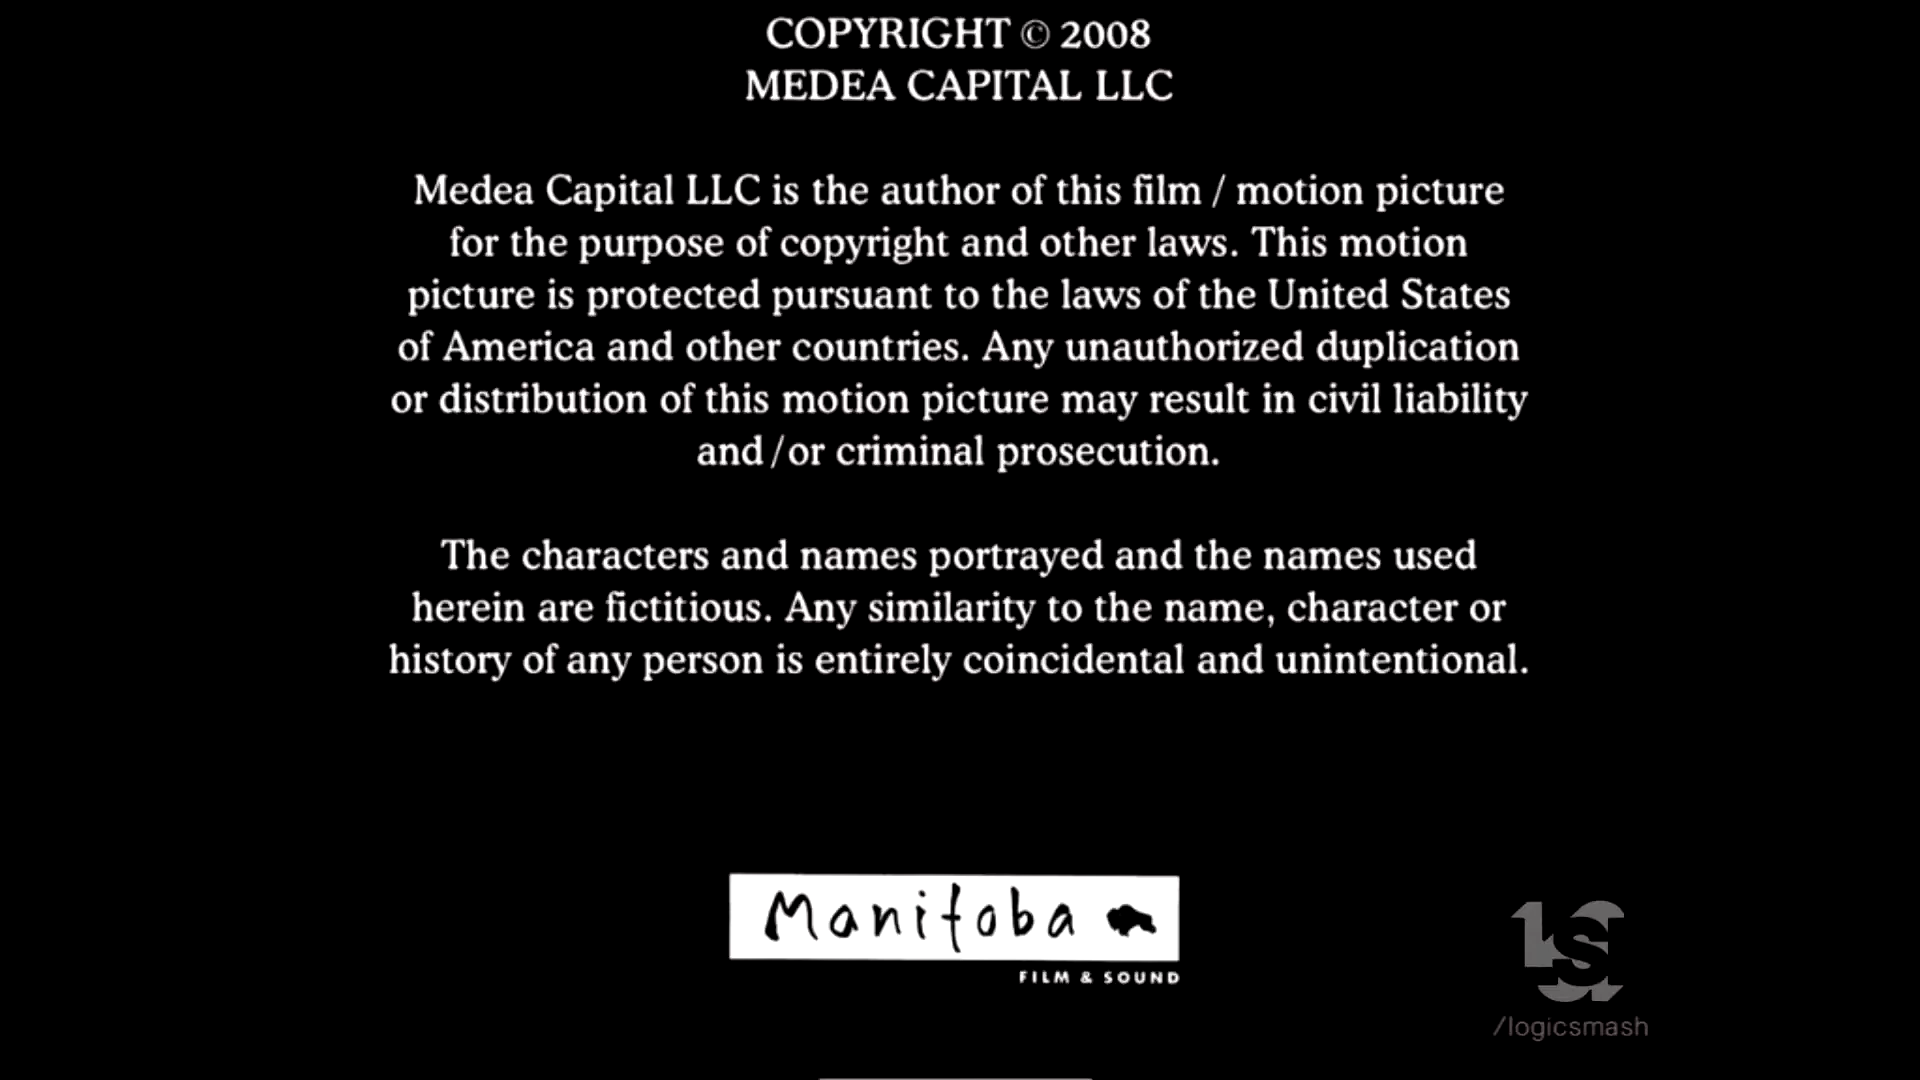 COPYRIGHT © 2008
MEDEA CAPITAL LLC
Medea Capital LLC is the author of this film / motion picture
for the purpose of copyright and other laws. This motion
picture is protected pursuant to the laws of the United States
of America and other countries. Any unauthorized duplication
or distribution of this motion picture may result in civil liability
and/or criminal prosecution.
The characters and names portrayed and the names used
herein are fictitious. Any similarity to the name, character or
history of any person is entirely coincidental and unintentional.
Manitoba
FILM & SOUND
/logicsmash